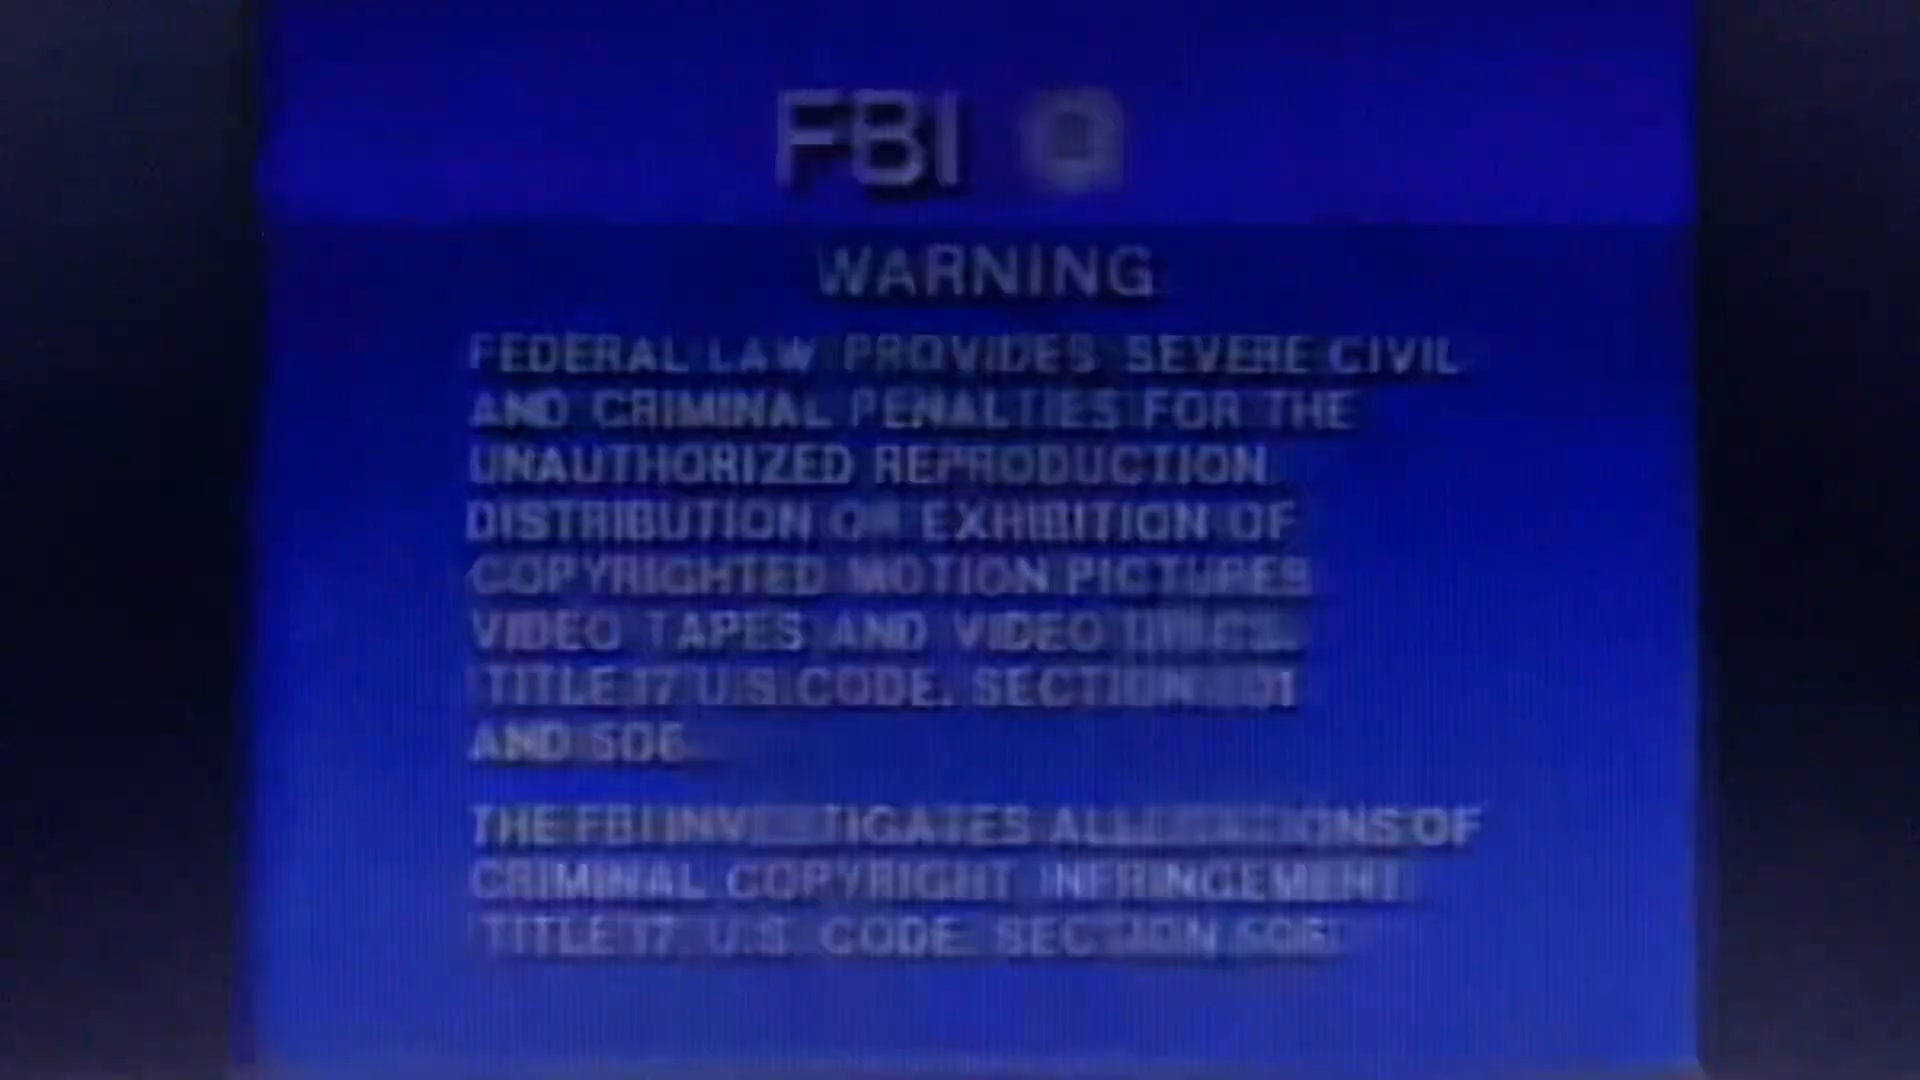 FBI
WARNING
FEDERAL LAW PROVIDES SEVERE CIVIL
AND CRIMINAL PENALTIES FOR THE
UNAUTHORIZED REPRODUCTION
DISTRIBUTION OR EXHIBITION OF
COPYRIGHTED MOTION PICTURES
VIDEO TAPES AND VIDEO
TITLE 17 U.S. CODE. SECTION
AND 506
THE FBI INVESTIGATES ALLEGATIONS OF
CRIMINAL COPYRIGHT INFRINGEMENT
TITLE 17 U.S. CODE. SECTION 506